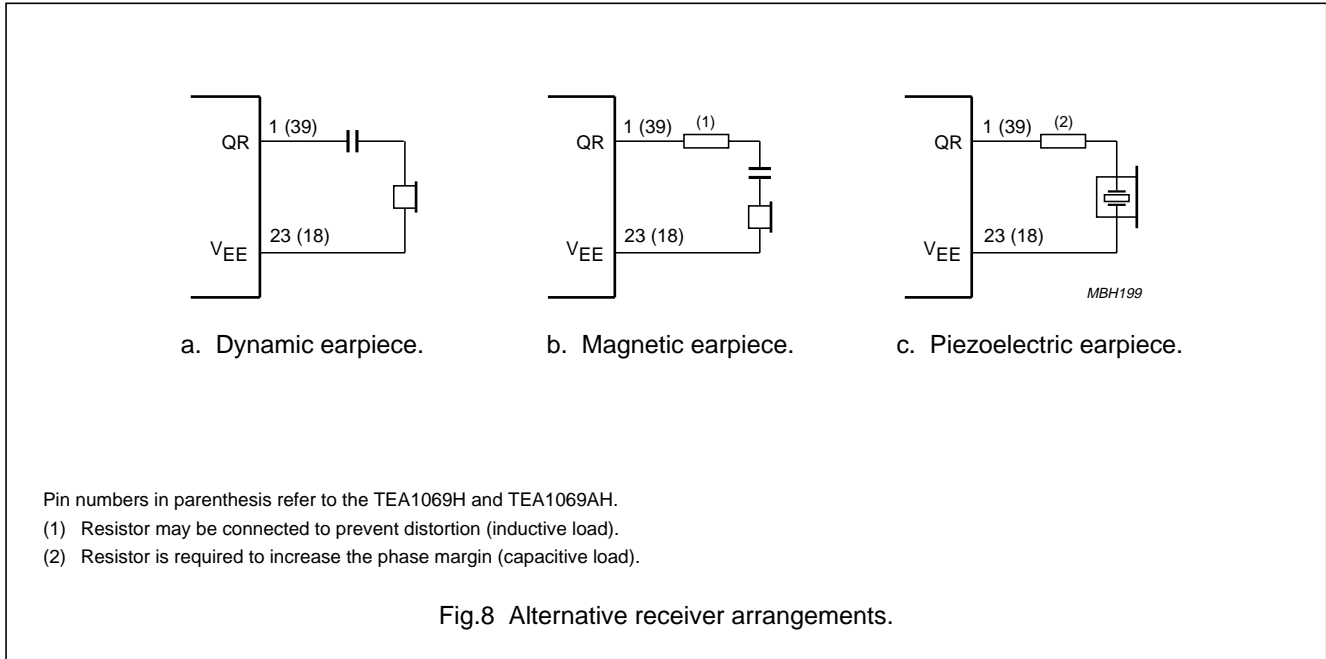 QR
1 (39)
VEE
23 (18)
a. Dynamic earpiece.
QR
1 (39)
(1)
VEE
23 (18)
b. Magnetic earpiece.
QR
1 (39)
(2)
VEE
23 (18)
MBH199
c. Piezoelectric earpiece.
Pin numbers in parenthesis refer to the TEA1069H and TEA1069AH.
(1) Resistor may be connected to prevent distortion (inductive load).
(2) Resistor is required to increase the phase margin (capacitive load).
Fig.8 Alternative receiver arrangements.